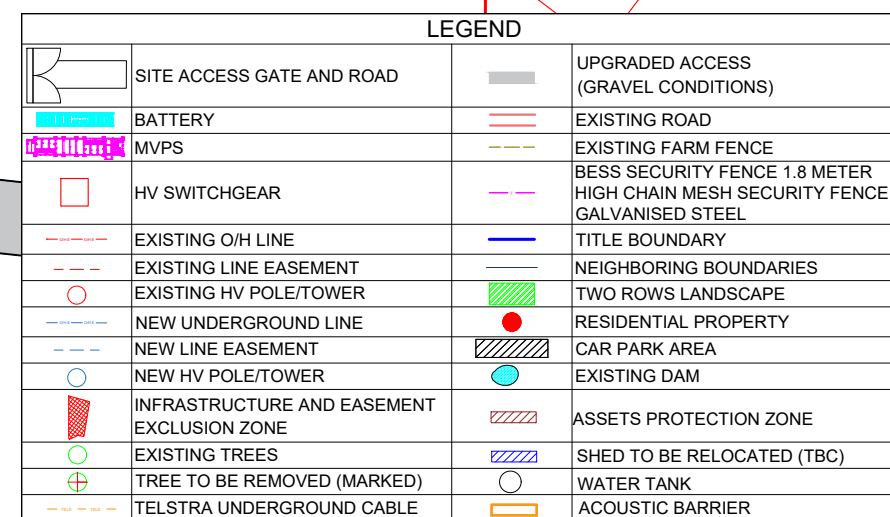 LEGEND
SITE ACCESS GATE AND ROAD
UPGRADED ACCESS
(GRAVEL CONDITIONS)
BATTERY
EXISTING ROAD
MVPS
EXISTING FARM FENCE
HV SWITCHGEAR
BESS SECURITY FENCE 1.8 METER
HIGH CHAIN MESH SECURITY FENCE
GALVANISED STEEL
EXISTING O/H LINE
TITLE BOUNDARY
EXISTING LINE EASEMENT
NEIGHBORING BOUNDARIES
EXISTING HV POLE/TOWER
TWO ROWS LANDSCAPE
NEW UNDERGROUND LINE
RESIDENTIAL PROPERTY
NEW LINE EASEMENT
CAR PARK AREA
NEW HV POLE/TOWER
EXISTING DAM
INFRASTRUCTURE AND EASEMENT
EXCLUSION ZONE
ASSETS PROTECTION ZONE
EXISTING TREES
SHED TO BE RELOCATED (TBC)
TREE TO BE REMOVED (MARKED)
WATER TANK
TELSTRA UNDERGROUND CABLE
ACOUSTIC BARRIER